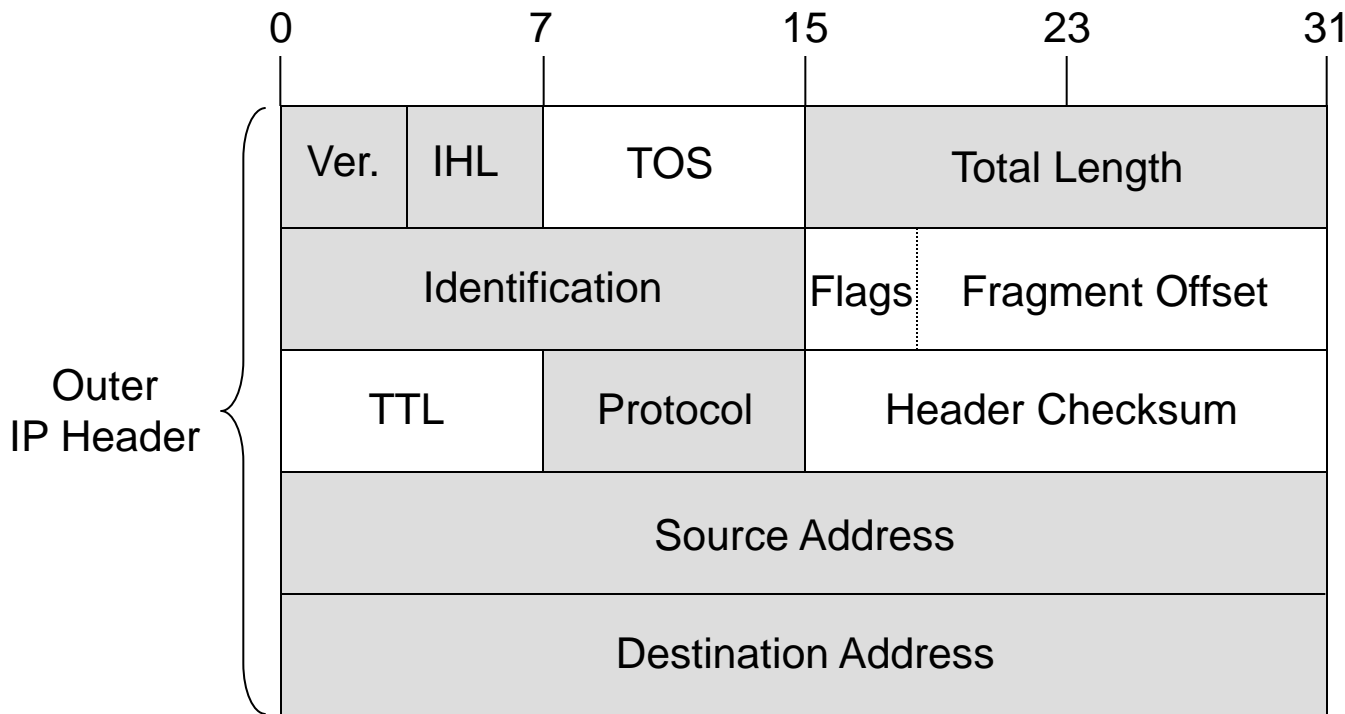 0 7 15 23 31
Ver. IHL TOS Total Length
Identification Flags Fragment Offset
TTL Protocol Header Checksum
Outer
IP Header
Source Address
Destination Address